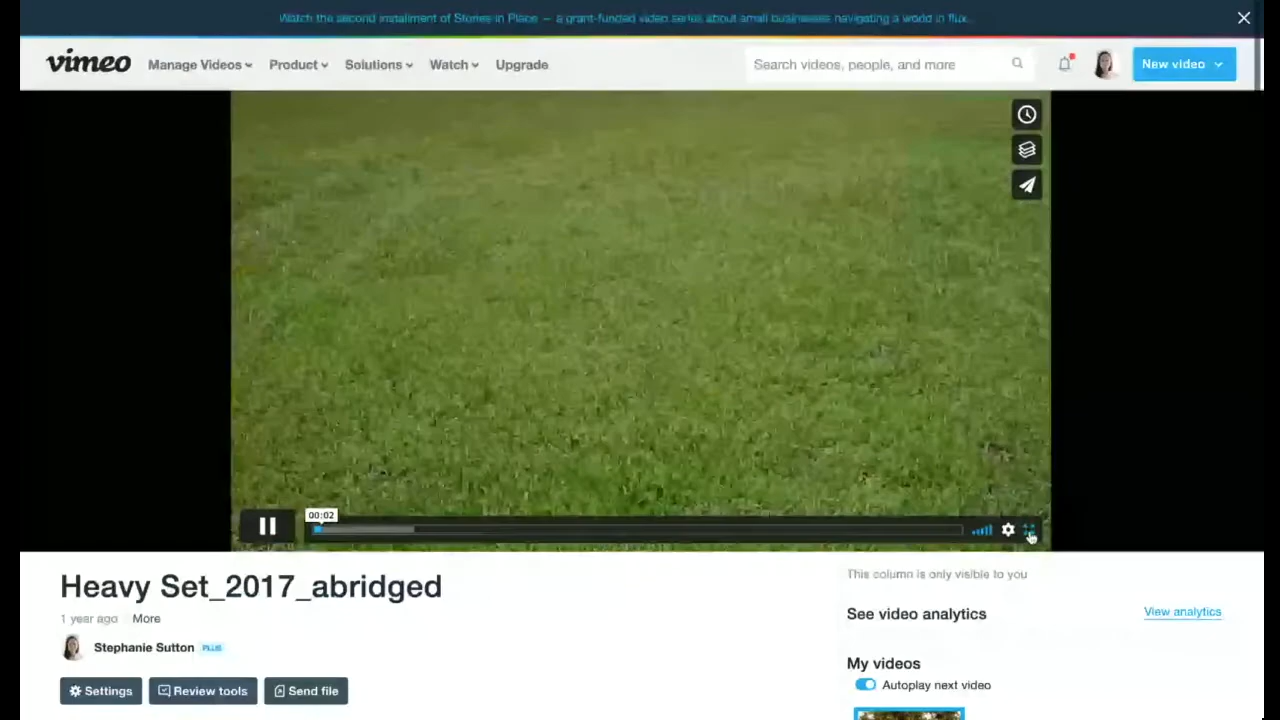 Watch the second installment of Stories in Place — a grant-funded video series about small businesses navigating a world in flux.
vimeo Manage Videos Product Solutions Watch Upgrade Search videos, people, and more New video
00:02
Heavy Set_2017_abridged
1 year ago More
Stephanie Sutton PLUS
Settings Review tools Send file
This column is only visible to you
See video analytics View analytics
My videos
Autoplay next video